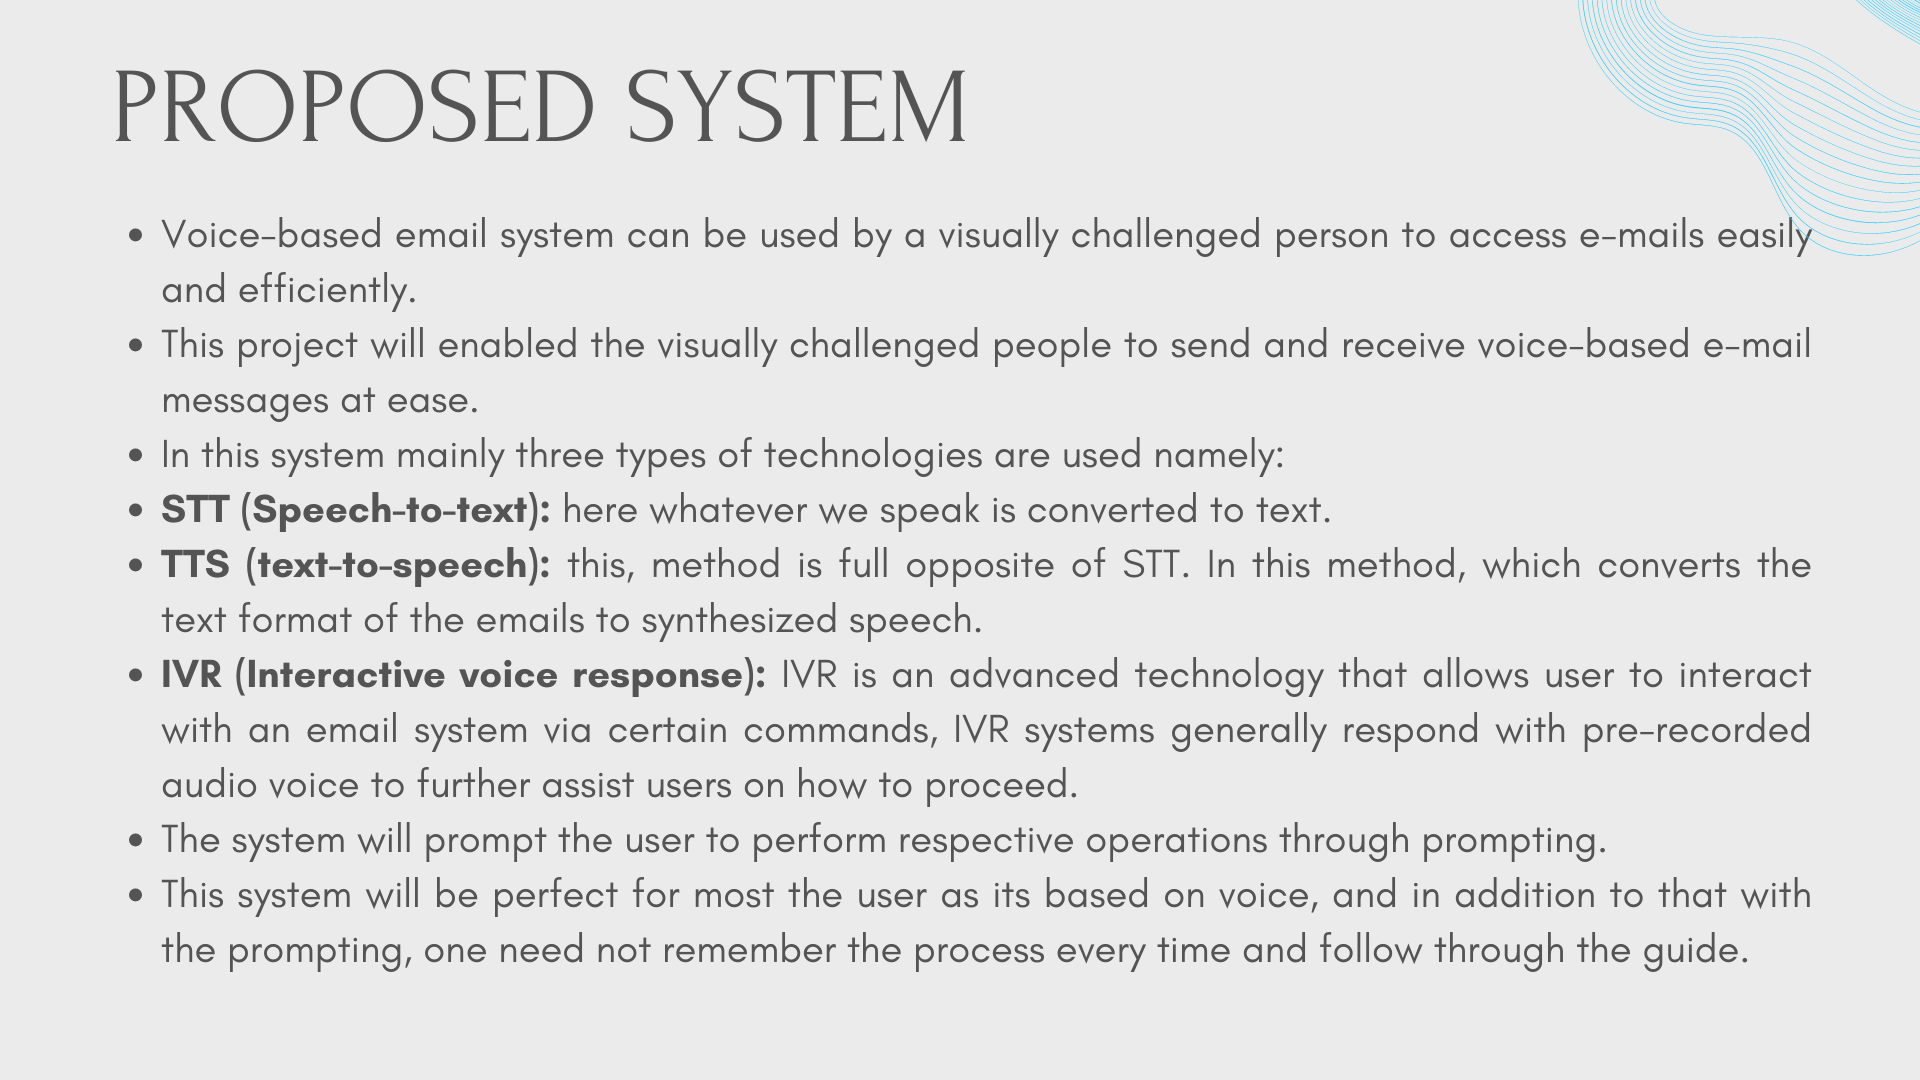 PROPOSED SYSTEM
• Voice-based email system can be used by a visually challenged person to access e-mails easily
and efficiently.
• This project will enabled the visually challenged people to send and receive voice-based e-mail
messages at ease.
• In this system mainly three types of technologies are used namely:
• STT (Speech-to-text): here whatever we speak is converted to text.
• TTS (text-to-speech): this, method is full opposite of STT. In this method, which converts the
text format of the emails to synthesized speech.
• IVR (Interactive voice response): IVR is an advanced technology that allows user to interact
with an email system via certain commands, IVR systems generally respond with pre-recorded
audio voice to further assist users on how to proceed.
• The system will prompt the user to perform respective operations through prompting.
• This system will be perfect for most the user as its based on voice, and in addition to that with
the prompting, one need not remember the process every time and follow through the guide.